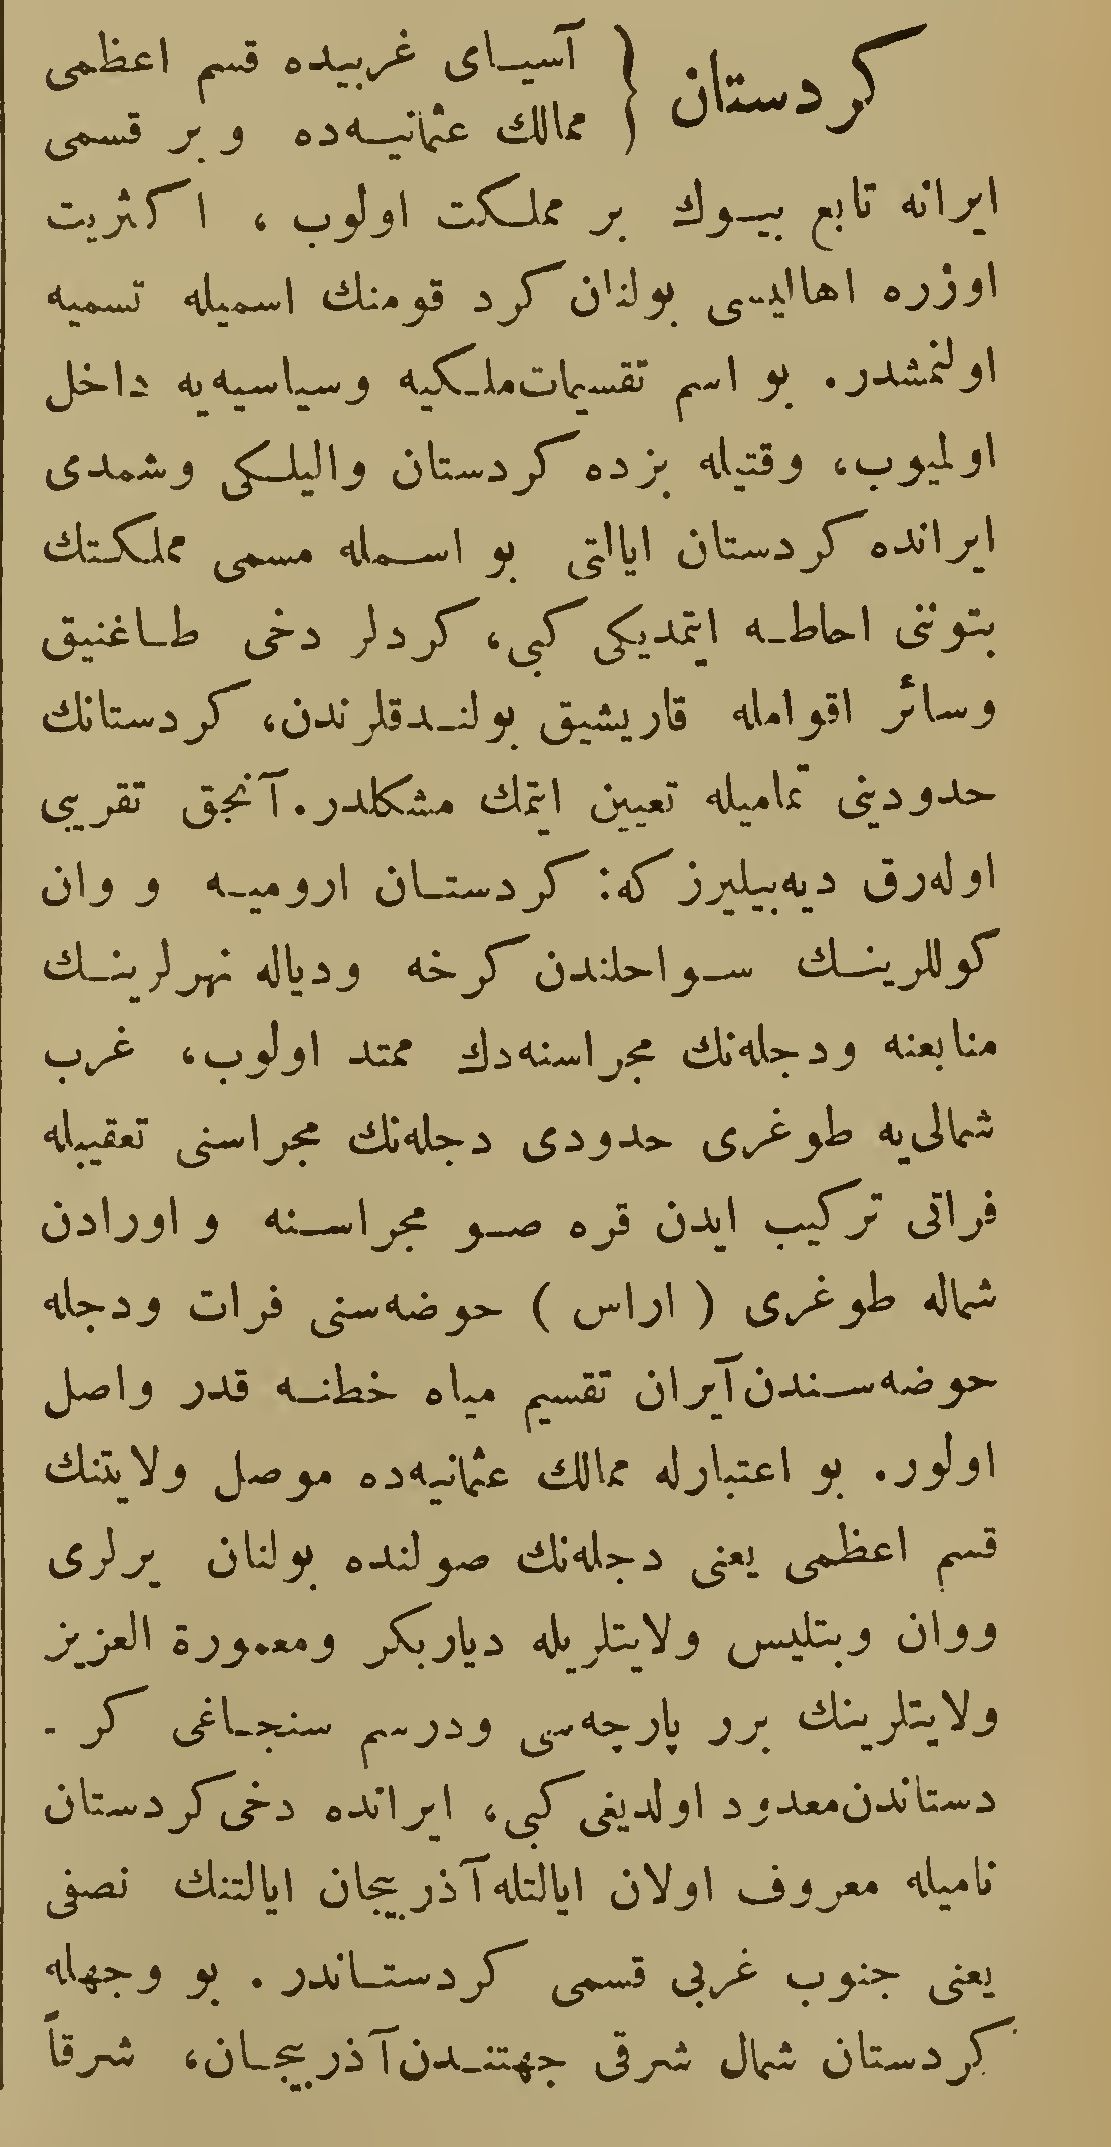 كردستان { آسیای غربیده قسم اعظمی
ممالك عثمانیه‌ده و بر قسمی
ایرانه تابع بیوك بر مملكت اولوب ، اكثریت
اوزره اهالیسی بولنان كرد قومنك اسمیله تسمیه
اولنمشدر. بو اسم تقسیمات ملكیه وسیاسیه‌یه داخل
اولمیوب، وقتیله بزده كردستان والیلكی وشمدی
ایرانده كردستان ایالتی بو اسمله مسمی مملكتك
بتوننی احاطه ایتمدیكی كبی، كردلر دخی طاغنیق
وسائر اقوامله قاریشیق بولندقلرندن، كردستانك
حدودینی تمامیله تعیین ایتمك مشكلدر. آنجق تقریبی
اوله‌رق دیه‌بیلیرز كه: كردستان ارومیه و وان
كوللرینك سواحلندن كرخه ودیاله نهرلرینك
منابعنه ودجله‌نك مجراسنه‌دك ممتد اولوب، غرب
شمالی‌یه طوغری حدودی دجله‌نك مجراسنی تعقیبله
فراتی تركیب ایدن قره صو مجراسنه و اورادن
شماله طوغری ( اراس ) حوضه‌سنی فرات ودجله
حوضه‌سندن آیران تقسیم میاه خطنه قدر واصل
اولور. بو اعتبارله ممالك عثمانیه‌ده موصل ولایتنك
قسم اعظمی یعنی دجله‌نك صولنده بولنان یرلری
ووان وبتلیس ولایتلریله دیاربكر ومعمورة العزیز
ولایتلرینك برر پارچه‌سی ودرسم سنجاغی كر -
دستاندن معدود اولدیغی كبی، ایرانده دخی كردستان
نامیله معروف اولان ایالتله آذربیجان ایالتنك نصفی
یعنی جنوب غربی قسمی كردستاندر . بو وجهله
كردستان شمال شرقی جهتندن آذربیجان، شرقاً